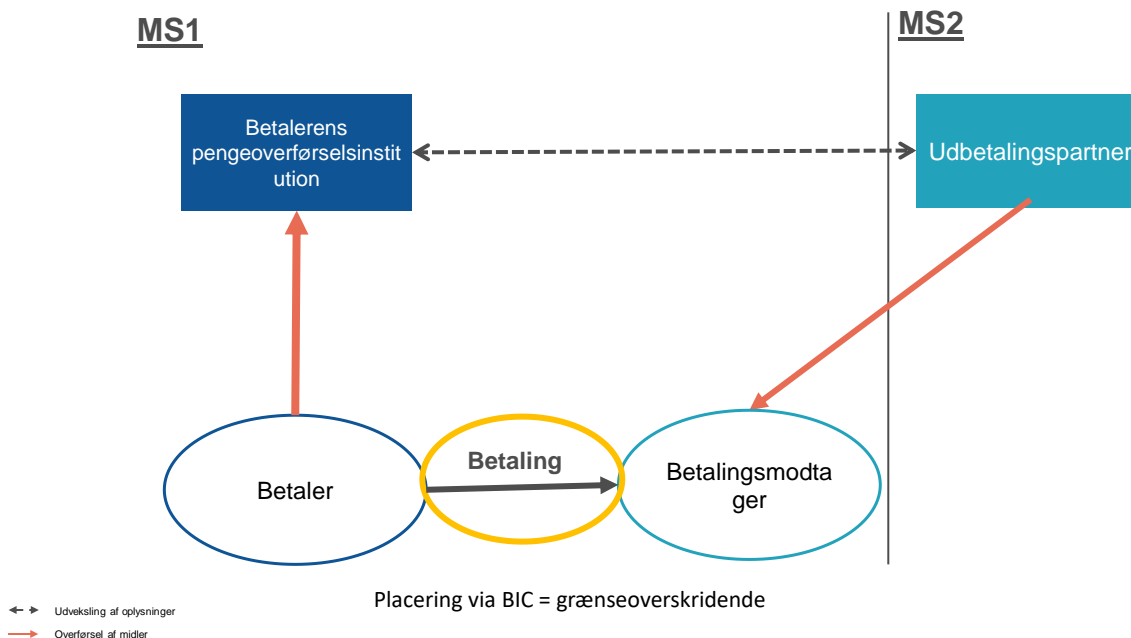 MS1
MS2
Betalerens
pengeoverførselsinstit
ution
Udbetalingspartner
Betaling
Betaler
Betalingsmodta
ger
Placering via BIC = grænseoverskridende
Udveksling af oplysninger
Overførsel af midler